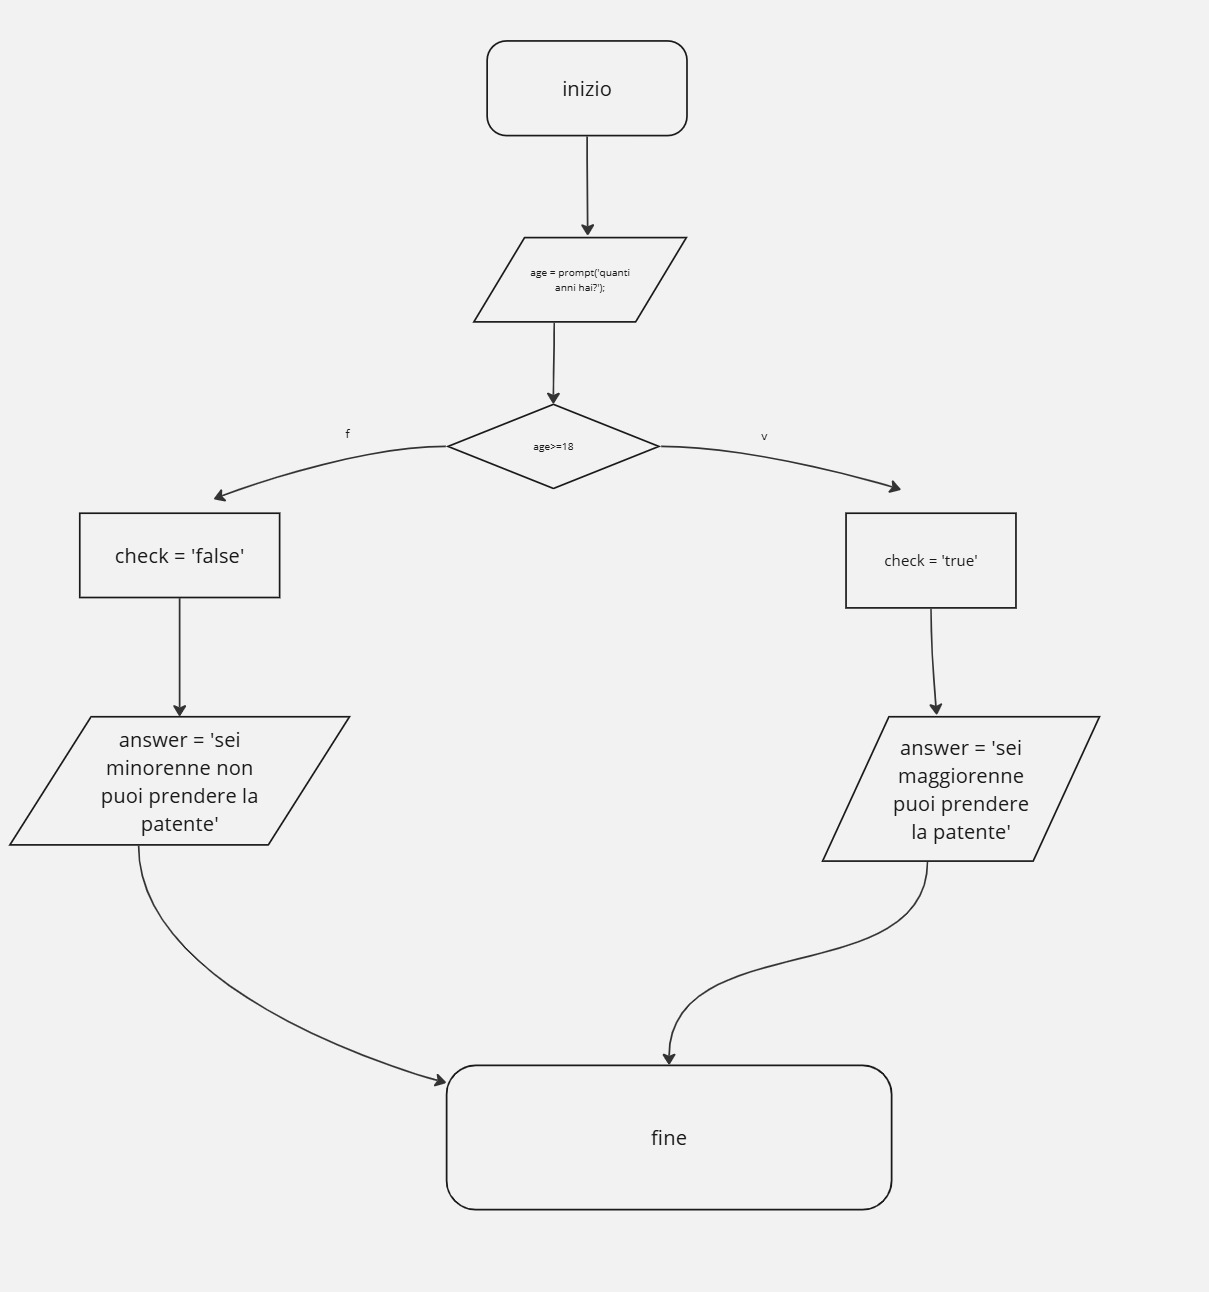 inizio
age = prompt('quanti
anni hai?');
f
v
age>=18
check = 'false'
check = 'true'
answer = 'sei
minorenne non
puoi prendere la
patente'
answer = 'sei
maggiorenne
puoi prendere
la patente'
fine